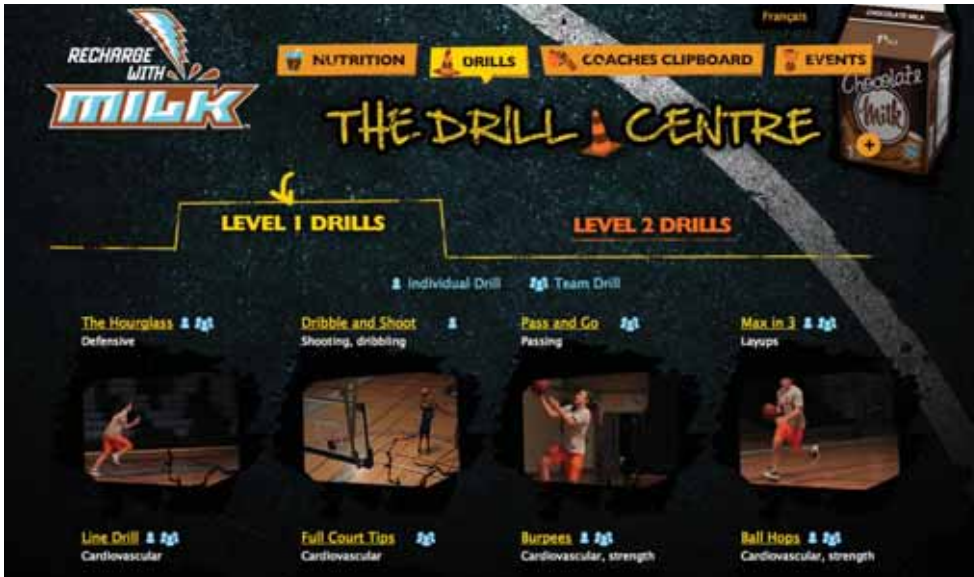 Français
RECHARGE
WITH
MILK
NUTRITION
DRILLS
COACHES CLIPBOARD
EVENTS
CHOCOLATE MILK
Chocolate
Milk
THE DRILL CENTRE
LEVEL 1 DRILLS
LEVEL 2 DRILLS
Individual Drill
Team Drill
The Hourglass
Defensive
Dribble and Shoot
Shooting, dribbling
Pass and Go
Passing
Max in 3
Layups
Line Drill
Cardiovascular
Full Court Tips
Cardiovascular
Burpees
Cardiovascular, strength
Ball Hops
Cardiovascular, strength